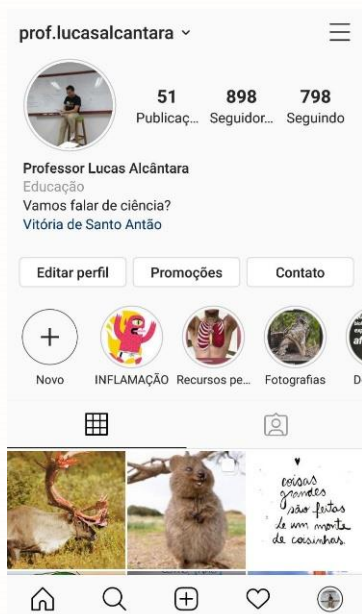 prof.lucasalcantara
51 898 798
Publicaç... Seguidor... Seguindo
Professor Lucas Alcântara
Educação
Vamos falar de ciência?
Vitória de Santo Antão
Editar perfil Promoções Contato
Novo INFLAMAÇÃO Recursos pe... Fotografias D
coisas
grandes
são feitas
de um monte
de coisinhas.